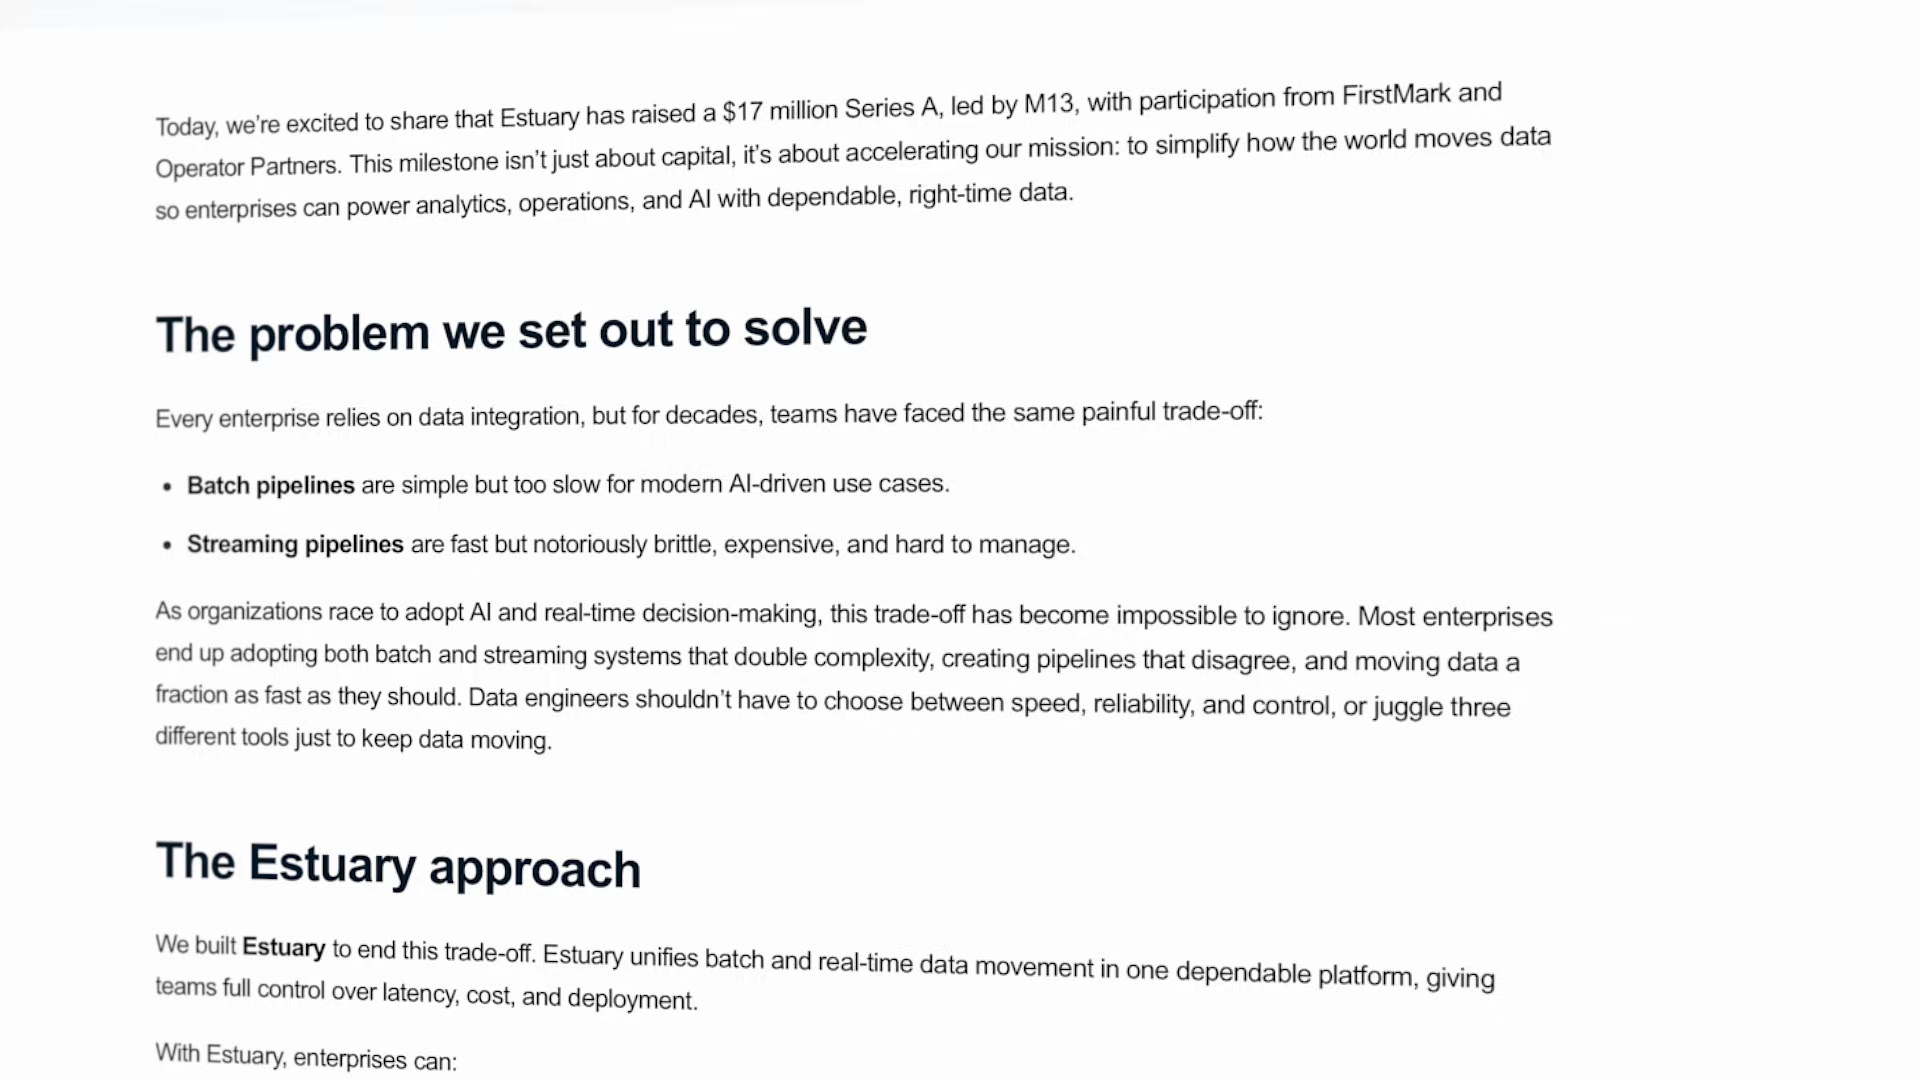 Today, we're excited to share that Estuary has raised a $17 million Series A, led by M13, with participation from FirstMark and
Operator Partners. This milestone isn't just about capital, it's about accelerating our mission: to simplify how the world moves data
so enterprises can power analytics, operations, and AI with dependable, right-time data.
The problem we set out to solve
Every enterprise relies on data integration, but for decades, teams have faced the same painful trade-off:
• Batch pipelines are simple but too slow for modern AI-driven use cases.
• Streaming pipelines are fast but notoriously brittle, expensive, and hard to manage.
As organizations race to adopt AI and real-time decision-making, this trade-off has become impossible to ignore. Most enterprises
end up adopting both batch and streaming systems that double complexity, creating pipelines that disagree, and moving data a
fraction as fast as they should. Data engineers shouldn't have to choose between speed, reliability, and control, or juggle three
different tools just to keep data moving.
The Estuary approach
We built Estuary to end this trade-off. Estuary unifies batch and real-time data movement in one dependable platform, giving
teams full control over latency, cost, and deployment.
With Estuary, enterprises can: